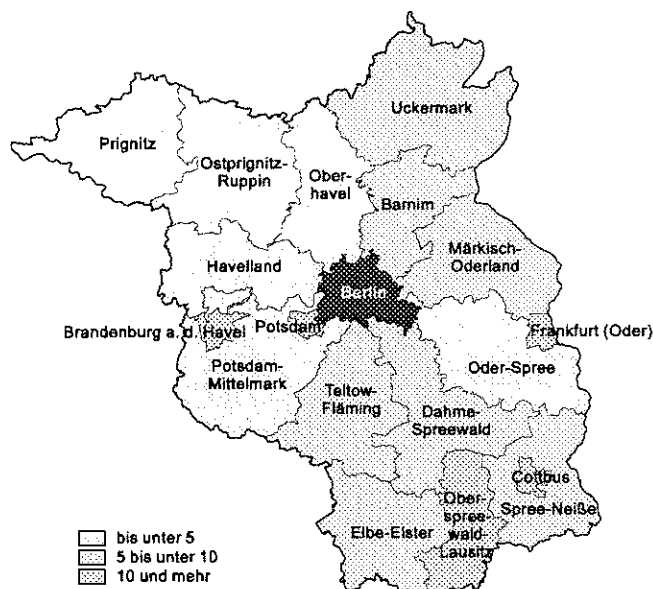 Uckermark
Prignitz
Ostprignitz-
Ruppin
Ober-
havel
Barnim
Märkisch-
Oderland
Havelland
Berlin
Brandenburg a. d. Havel
Potsdam
Frankfurt (Oder)
Potsdam-
Mittelmark
Oder-Spree
Teltow-
Fläming
Dahme-
Spreewald
Cottbus
Spree-Neiße
Elbe-Elster
Ober-
spree-
wald-
Lausitz
bis unter 5
5 bis unter 10
10 und mehr